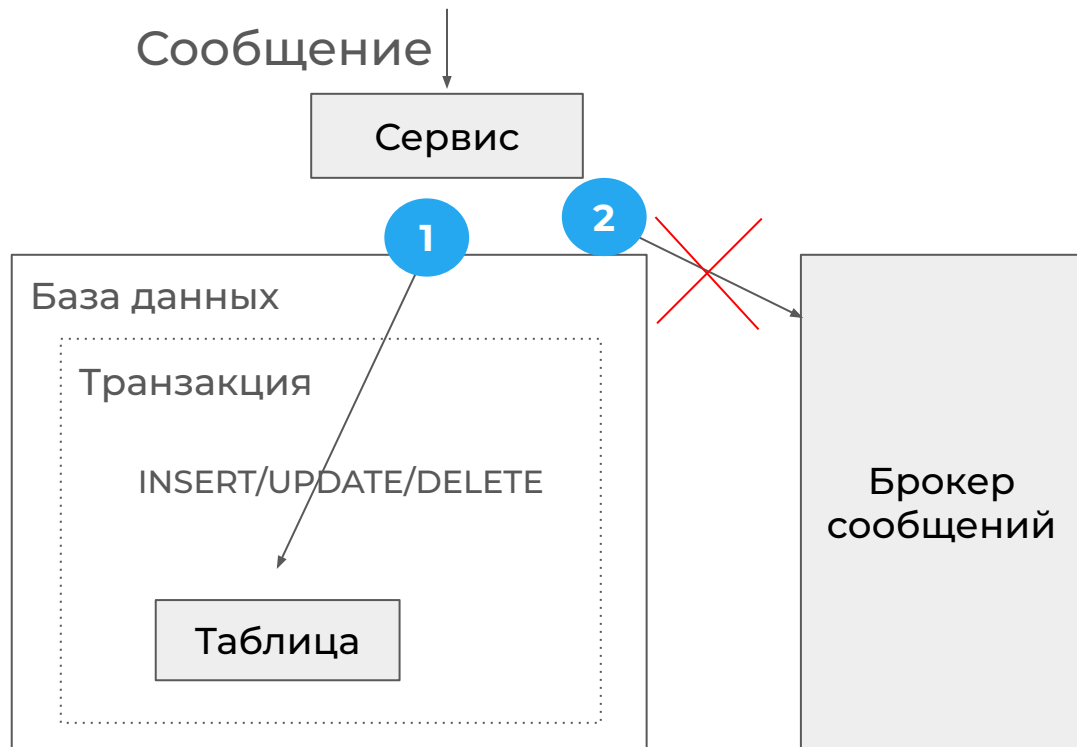 Сообщение
Сервис
1
2
База данных
Транзакция
INSERT/UPDATE/DELETE
Таблица
Брокер
сообщений